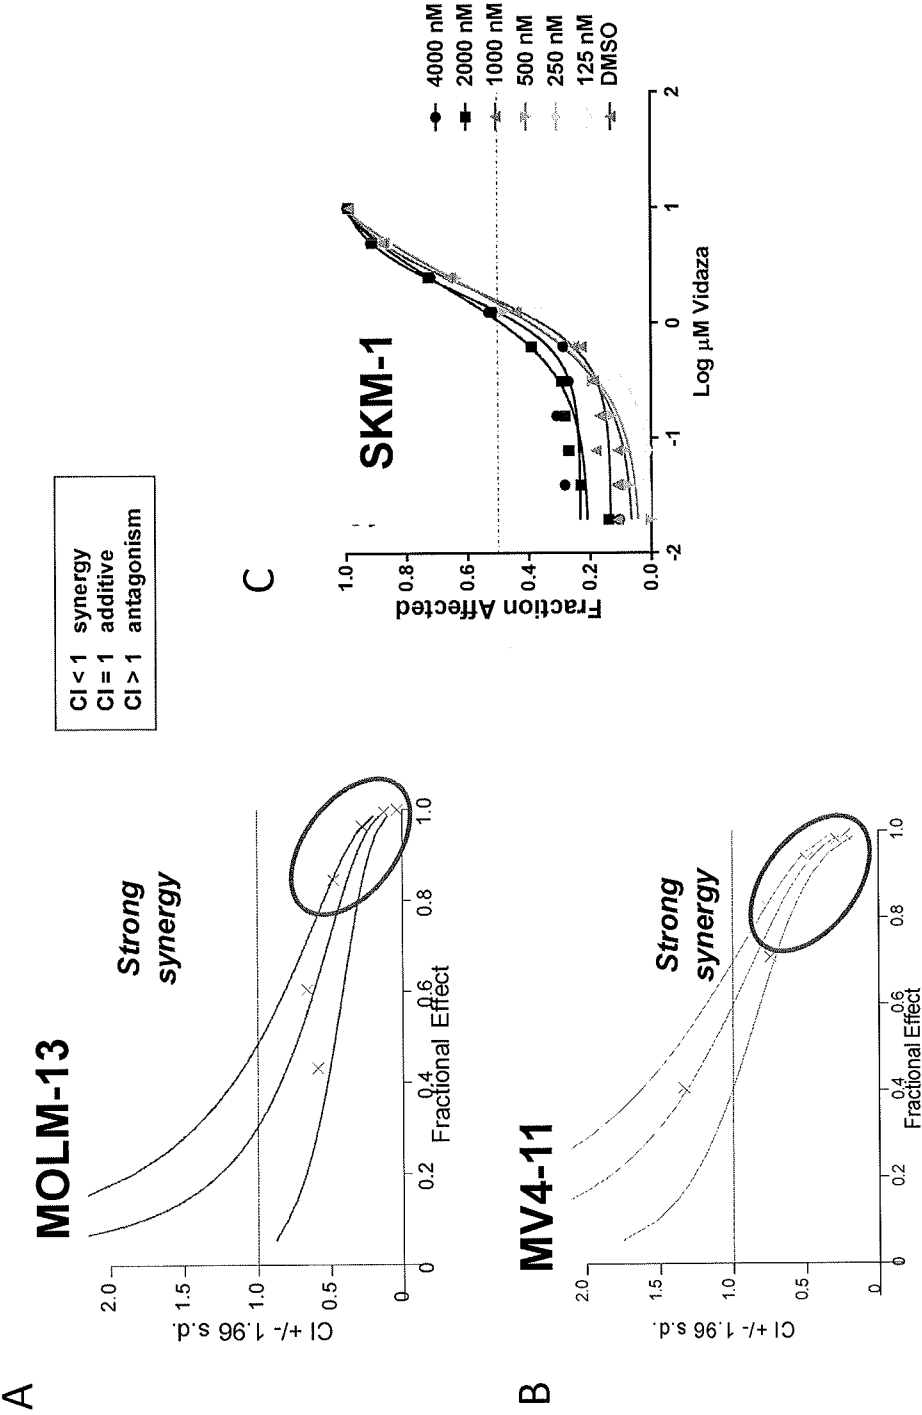 A
MOLM-13
Strong
synergy
CI +/- 1.96 s.d.
2.0
1.5
1.0
0.5
0
0
0.2
0.4
0.6
0.8
1.0
Fractional Effect
CI < 1 synergy
CI = 1 additive
CI > 1 antagonism
B
MV4-11
Strong
synergy
CI +/- 1.96 s.d.
2.0
1.5
1.0
0.5
0
0
0.2
0.4
0.6
0.8
1.0
Fractional Effect
C
SKM-1
Fraction Affected
1.0
0.8
0.6
0.4
0.2
0.0
-2
-1
0
1
2
Log µM Vidaza
4000 nM
2000 nM
1000 nM
500 nM
250 nM
125 nM
DMSO